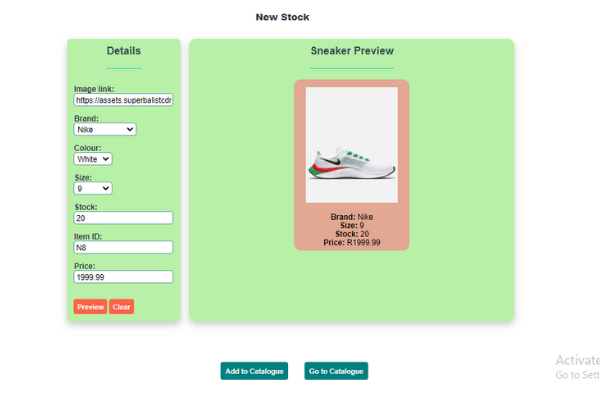 New Stock
Details
Image link:
https://assets.superbalistcdn
Brand:
Nike
Colour:
White
Size:
9
Stock:
20
Item ID:
N8
Price:
1999.99
Preview Clear
Sneaker Preview
Brand: Nike
Size: 9
Stock: 20
Price: R1999.99
Add to Catalogue Go to Catalogue
Activate
Go to Sett